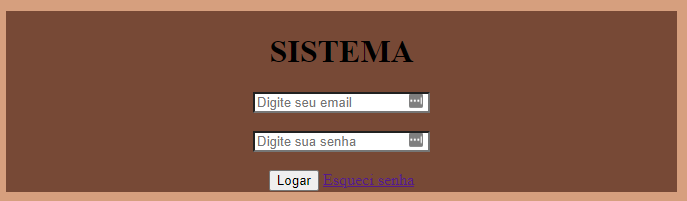 SISTEMA
Digite seu email
Digite sua senha
Logar Esqueci senha